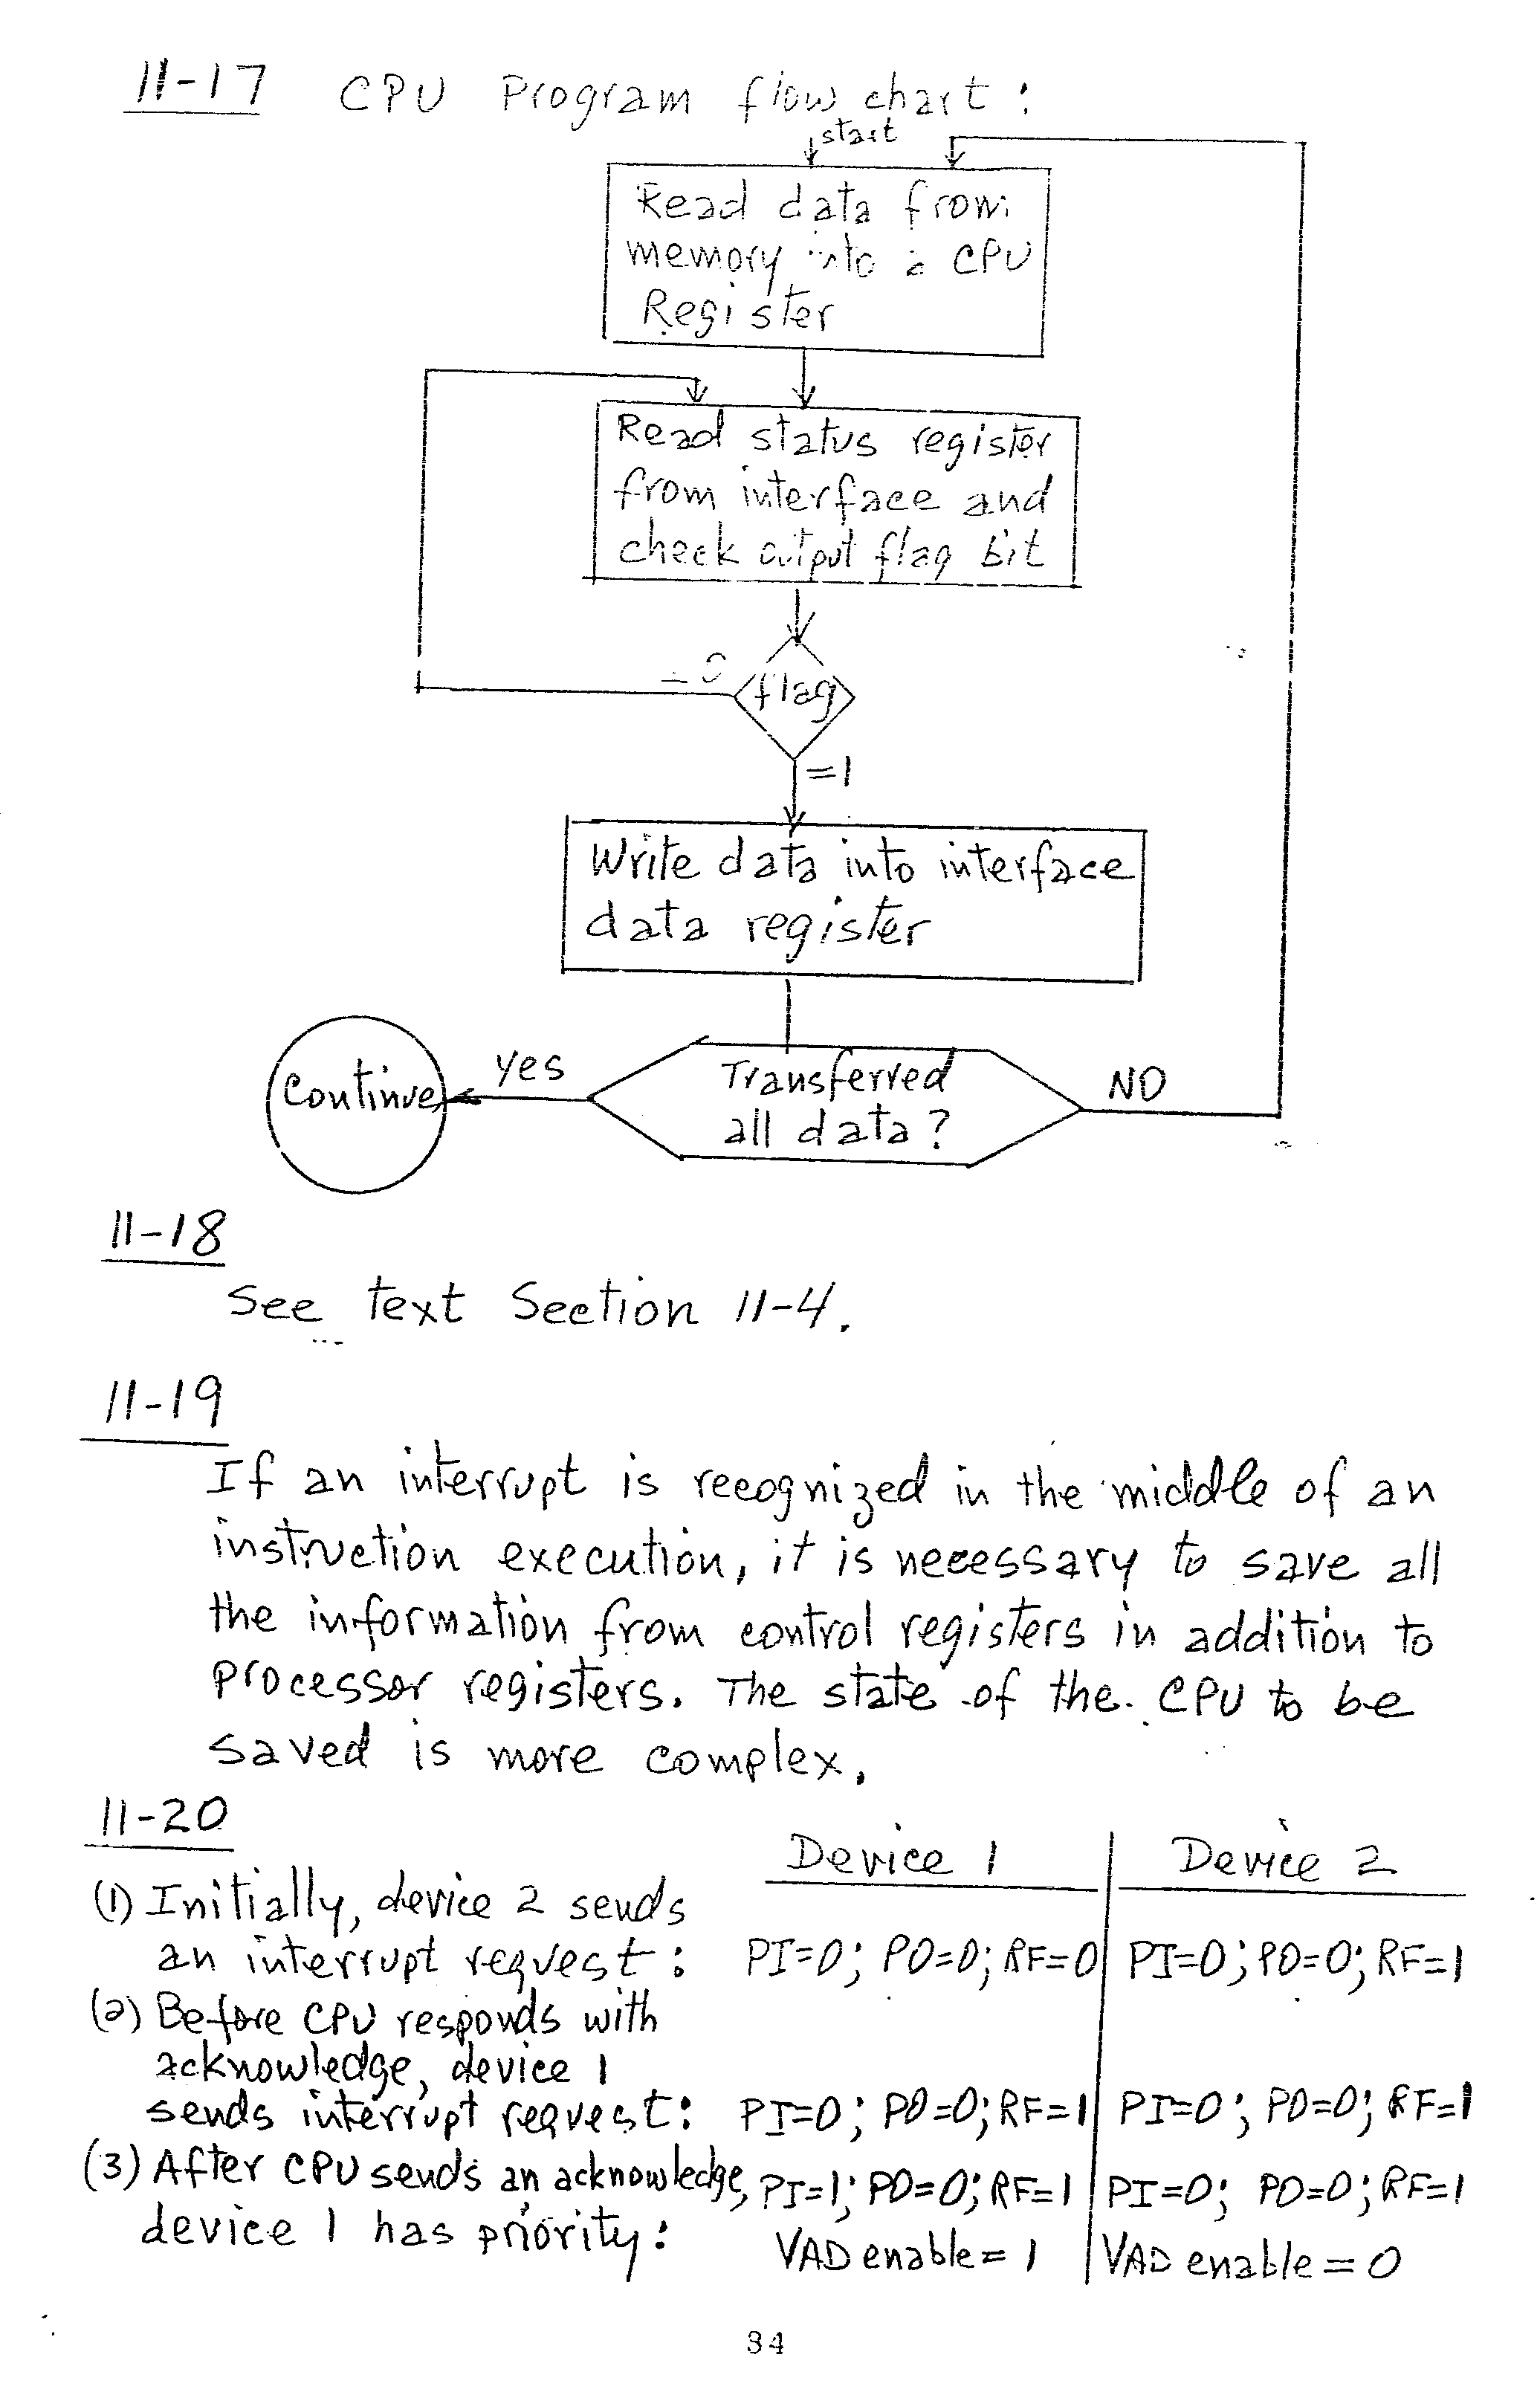 11-17 CPU Program flow chart:
start
Read data from
memory into a CPU
Register
Read status register
from interface and
check output flag bit
=0
flag
=1
Write data into interface
data register
Continue
Yes
Transferred
all data?
NO
11-18
See text Section 11-4.
11-19
If an interrupt is recognized in the middle of an
instruction execution, it is necessary to save all
the information from control registers in addition to
processor registers. The state of the CPU to be
saved is more complex.
11-20
Device 1 Device 2
(1) Initially, device 2 sends
an interrupt request: PI=0; PO=0; RF=0 PI=0; PO=0; RF=1
(2) Before CPU responds with
acknowledge, device 1
sends interrupt request: PI=0; PO=0; RF=1 PI=0; PO=0; RF=1
(3) After CPU sends an acknowledge, PI=1; PO=0; RF=1 PI=0; PO=0; RF=1
device 1 has priority: VAD enable = 1 VAD enable = 0
84